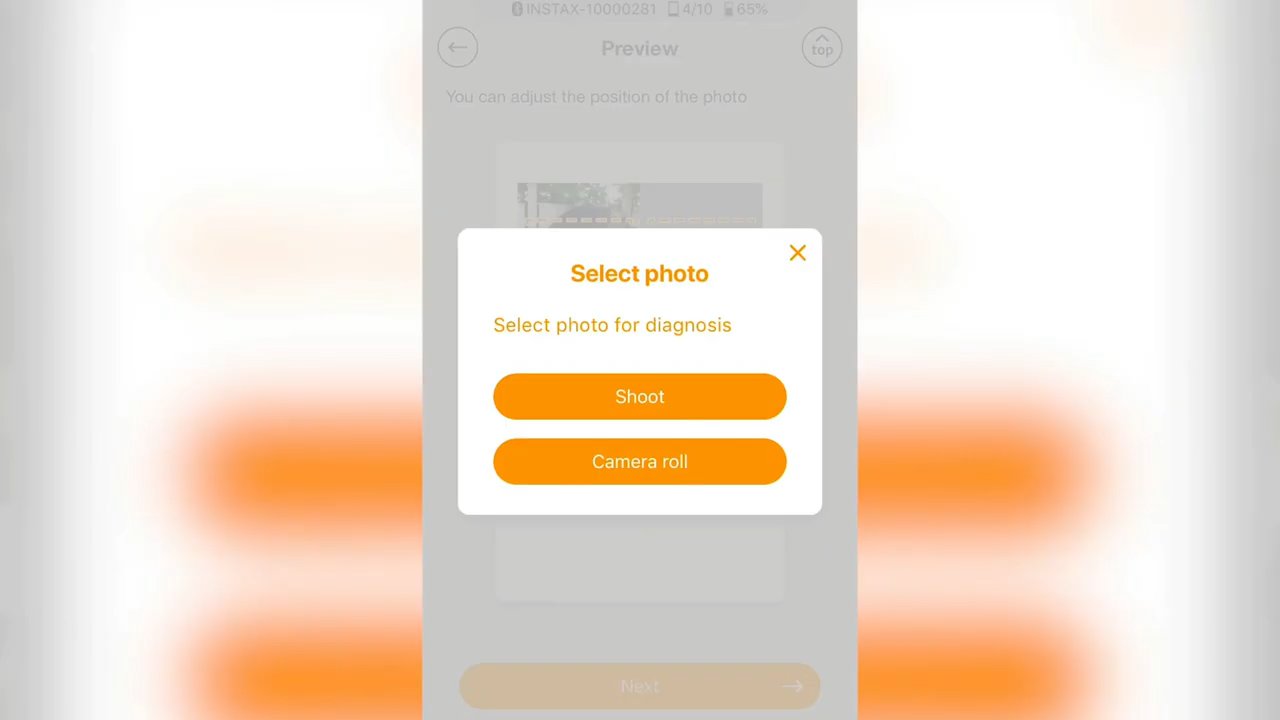 INSTAX-10000281 4/10 65%
Preview
top
You can adjust the position of the photo
Select photo
Select photo for diagnosis
Shoot
Camera roll
Next